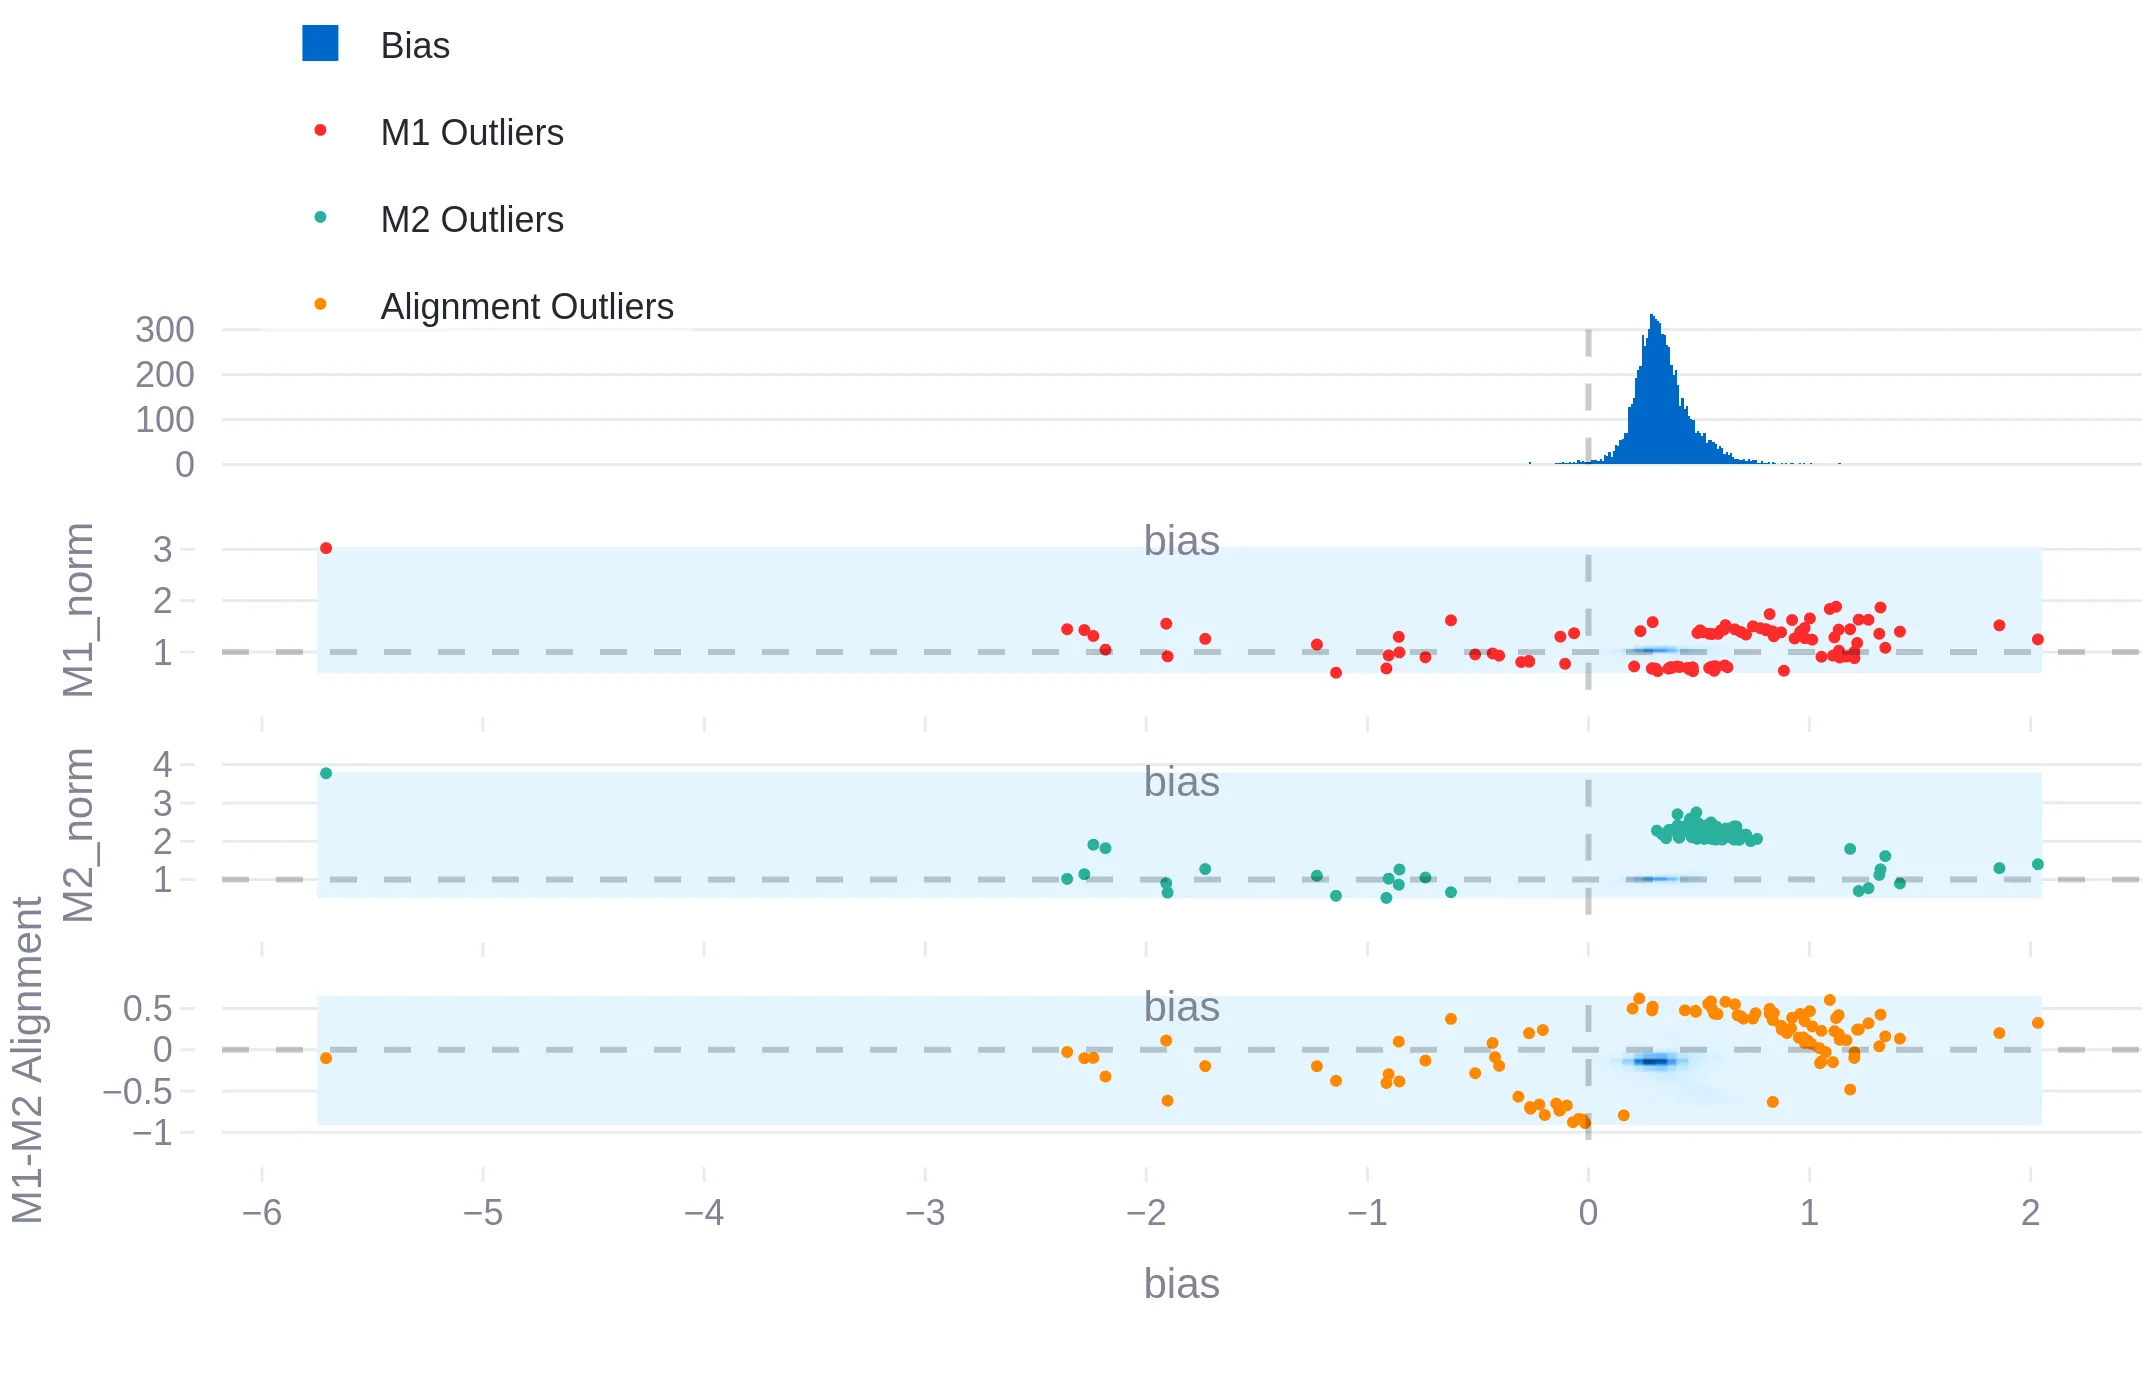 Bias
M1 Outliers
M2 Outliers
Alignment Outliers
300
200
100
0
bias
M1_norm
3
2
1
bias
M2_norm
4
3
2
1
bias
M1-M2 Alignment
0.5
0
−0.5
−1
−6 −5 −4 −3 −2 −1 0 1 2
bias